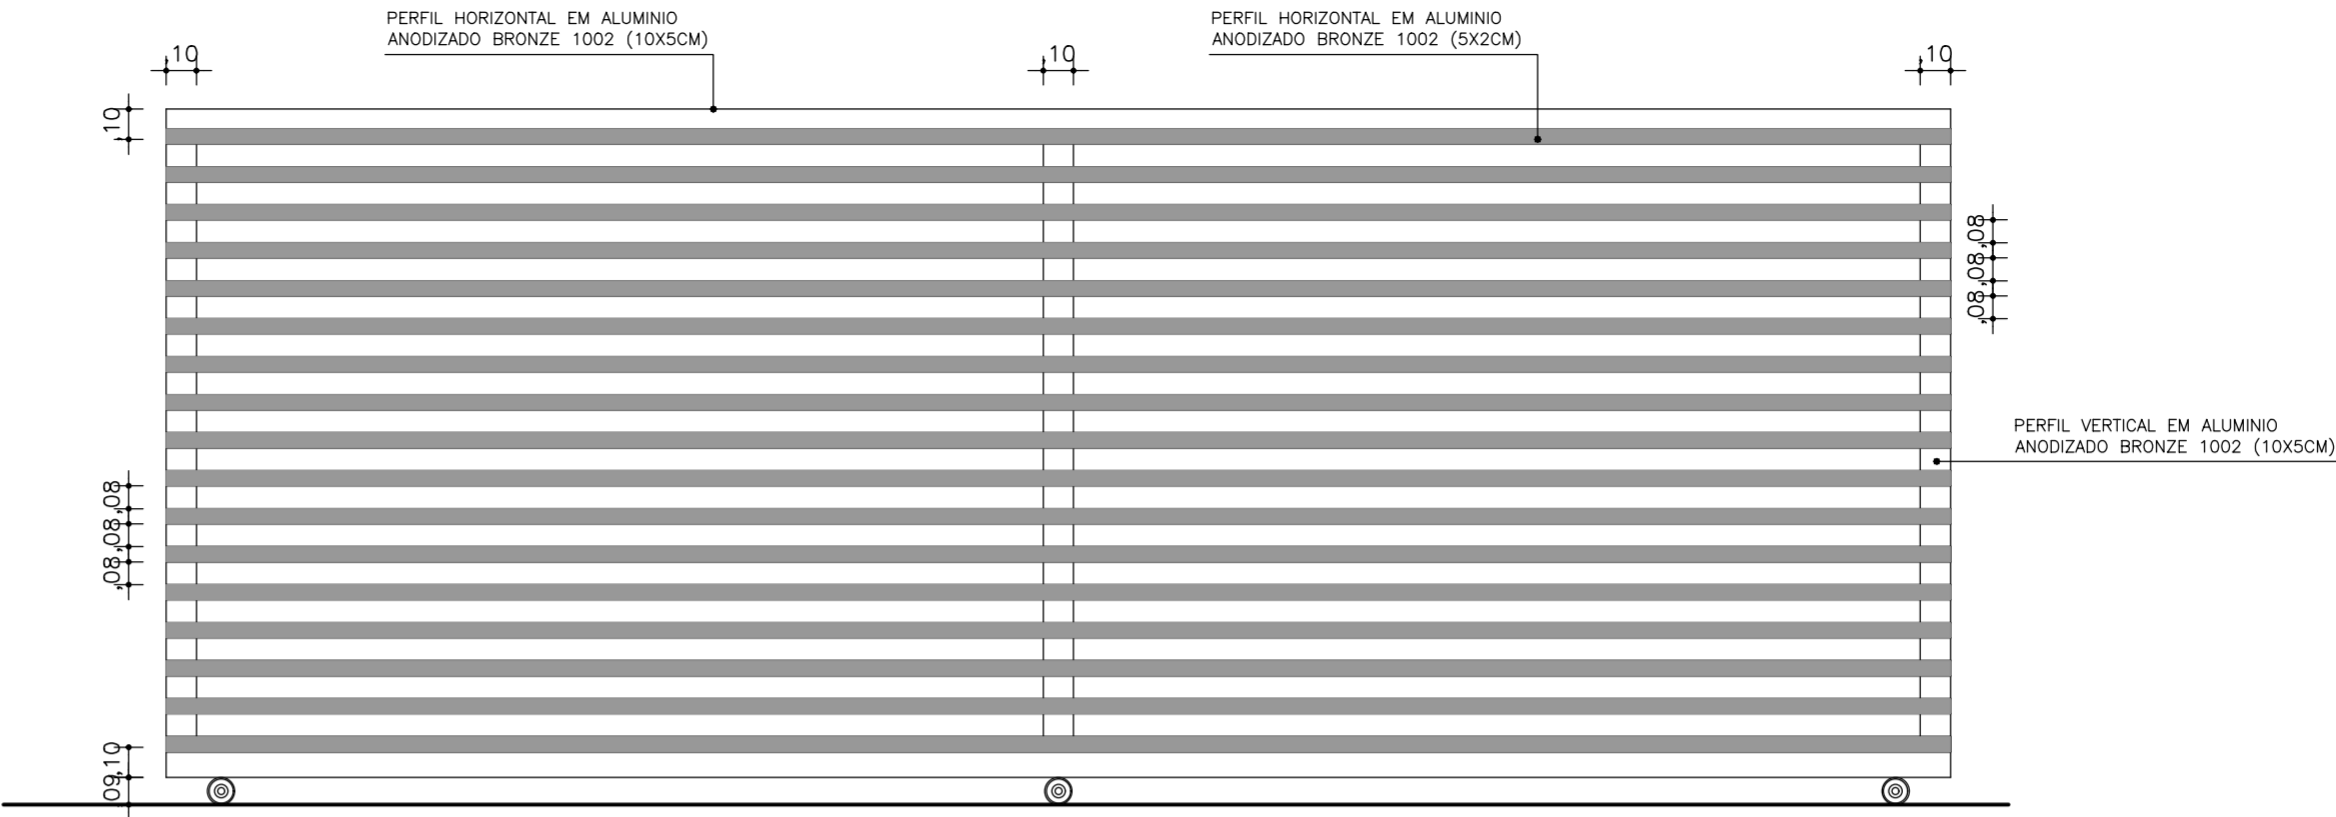 PERFIL HORIZONTAL EM ALUMINIO
ANODIZADO BRONZE 1002 (10X5CM)
PERFIL HORIZONTAL EM ALUMINIO
ANODIZADO BRONZE 1002 (5X2CM)
,10
,10
,10
,10
,08
,08
,08
PERFIL VERTICAL EM ALUMINIO
ANODIZADO BRONZE 1002 (10X5CM)
,08
,08
,08
,10
,09